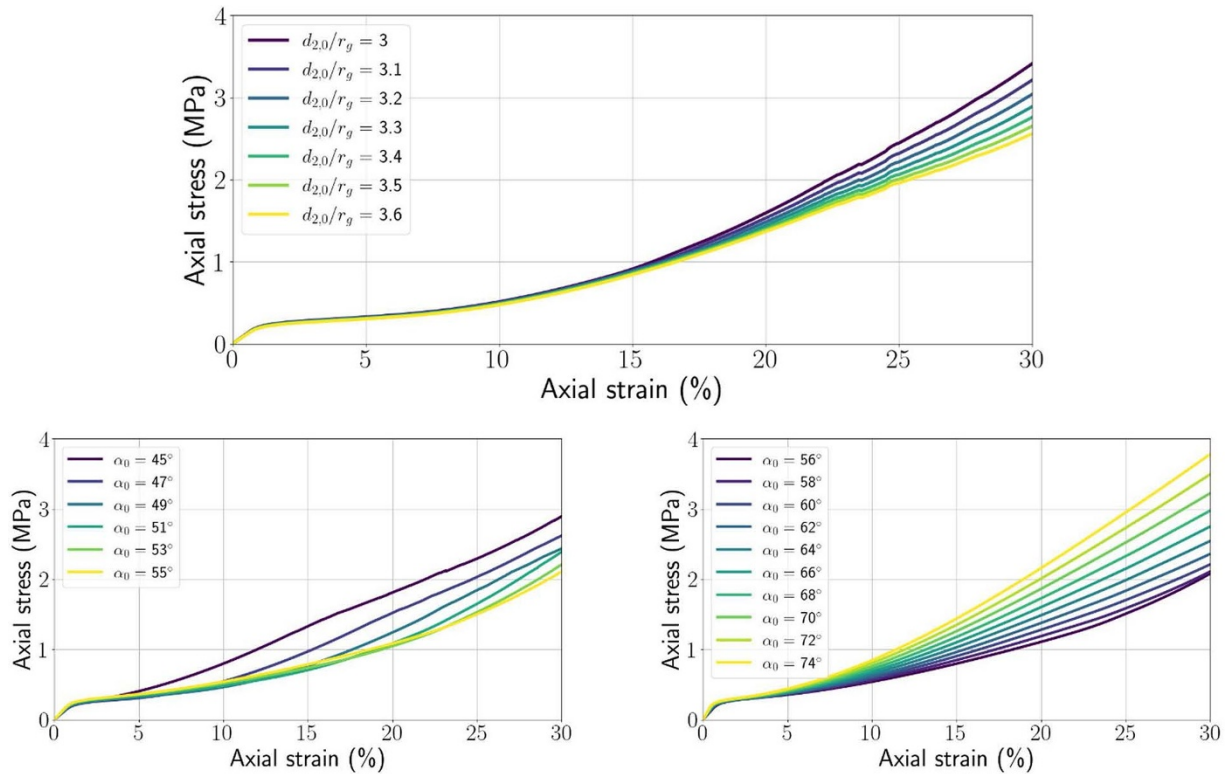 4
3
2
1
0
Axial stress (MPa)
d2,0/rg = 3
d2,0/rg = 3.1
d2,0/rg = 3.2
d2,0/rg = 3.3
d2,0/rg = 3.4
d2,0/rg = 3.5
d2,0/rg = 3.6
0 5 10 15 20 25 30
Axial strain (%)
4
3
2
1
0
Axial stress (MPa)
α0 = 45°
α0 = 47°
α0 = 49°
α0 = 51°
α0 = 53°
α0 = 55°
0 5 10 15 20 25 30
Axial strain (%)
4
3
2
1
0
Axial stress (MPa)
α0 = 56°
α0 = 58°
α0 = 60°
α0 = 62°
α0 = 64°
α0 = 66°
α0 = 68°
α0 = 70°
α0 = 72°
α0 = 74°
0 5 10 15 20 25 30
Axial strain (%)